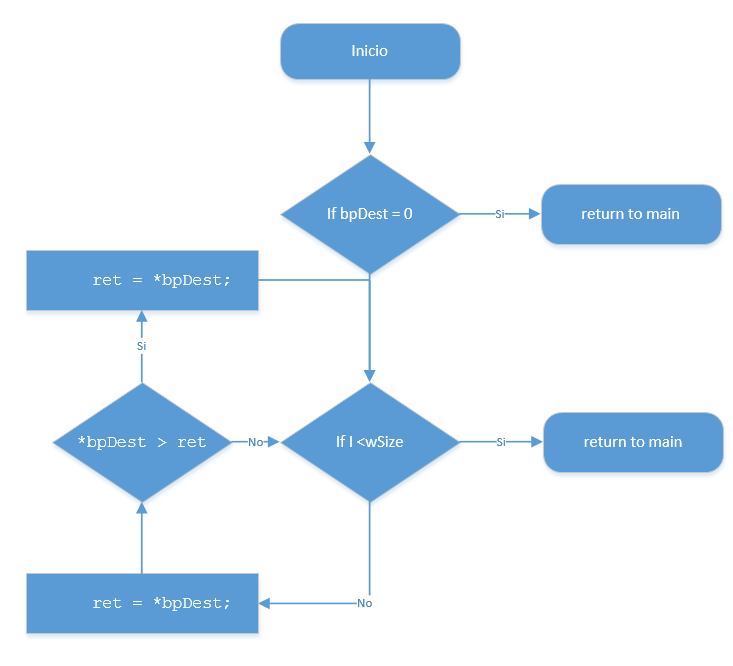 Inicio
If bpDest = 0
Si
return to main
ret = *bpDest;
Si
*bpDest > ret
No
If I <wSize
Si
return to main
ret = *bpDest;
No